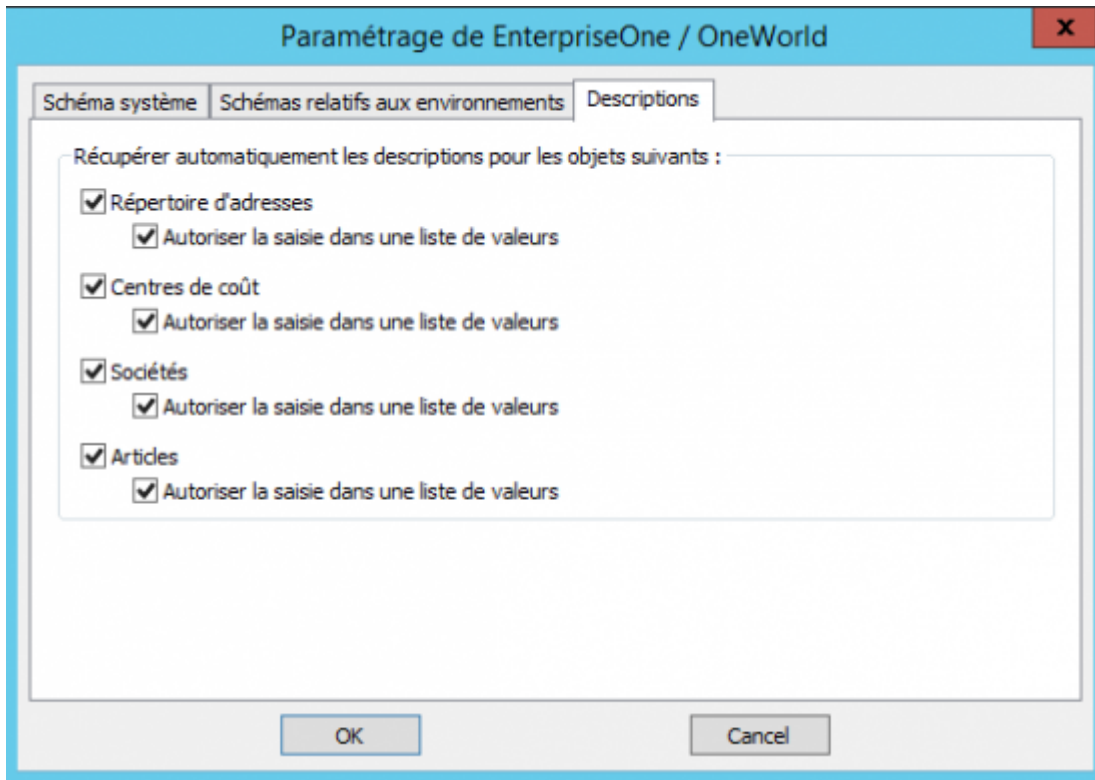 Paramétrage de EnterpriseOne / OneWorld
x
Schéma système
Schémas relatifs aux environnements
Descriptions
Récupérer automatiquement les descriptions pour les objets suivants :
Répertoire d'adresses
Autoriser la saisie dans une liste de valeurs
Centres de coût
Autoriser la saisie dans une liste de valeurs
Sociétés
Autoriser la saisie dans une liste de valeurs
Articles
Autoriser la saisie dans une liste de valeurs
OK
Cancel